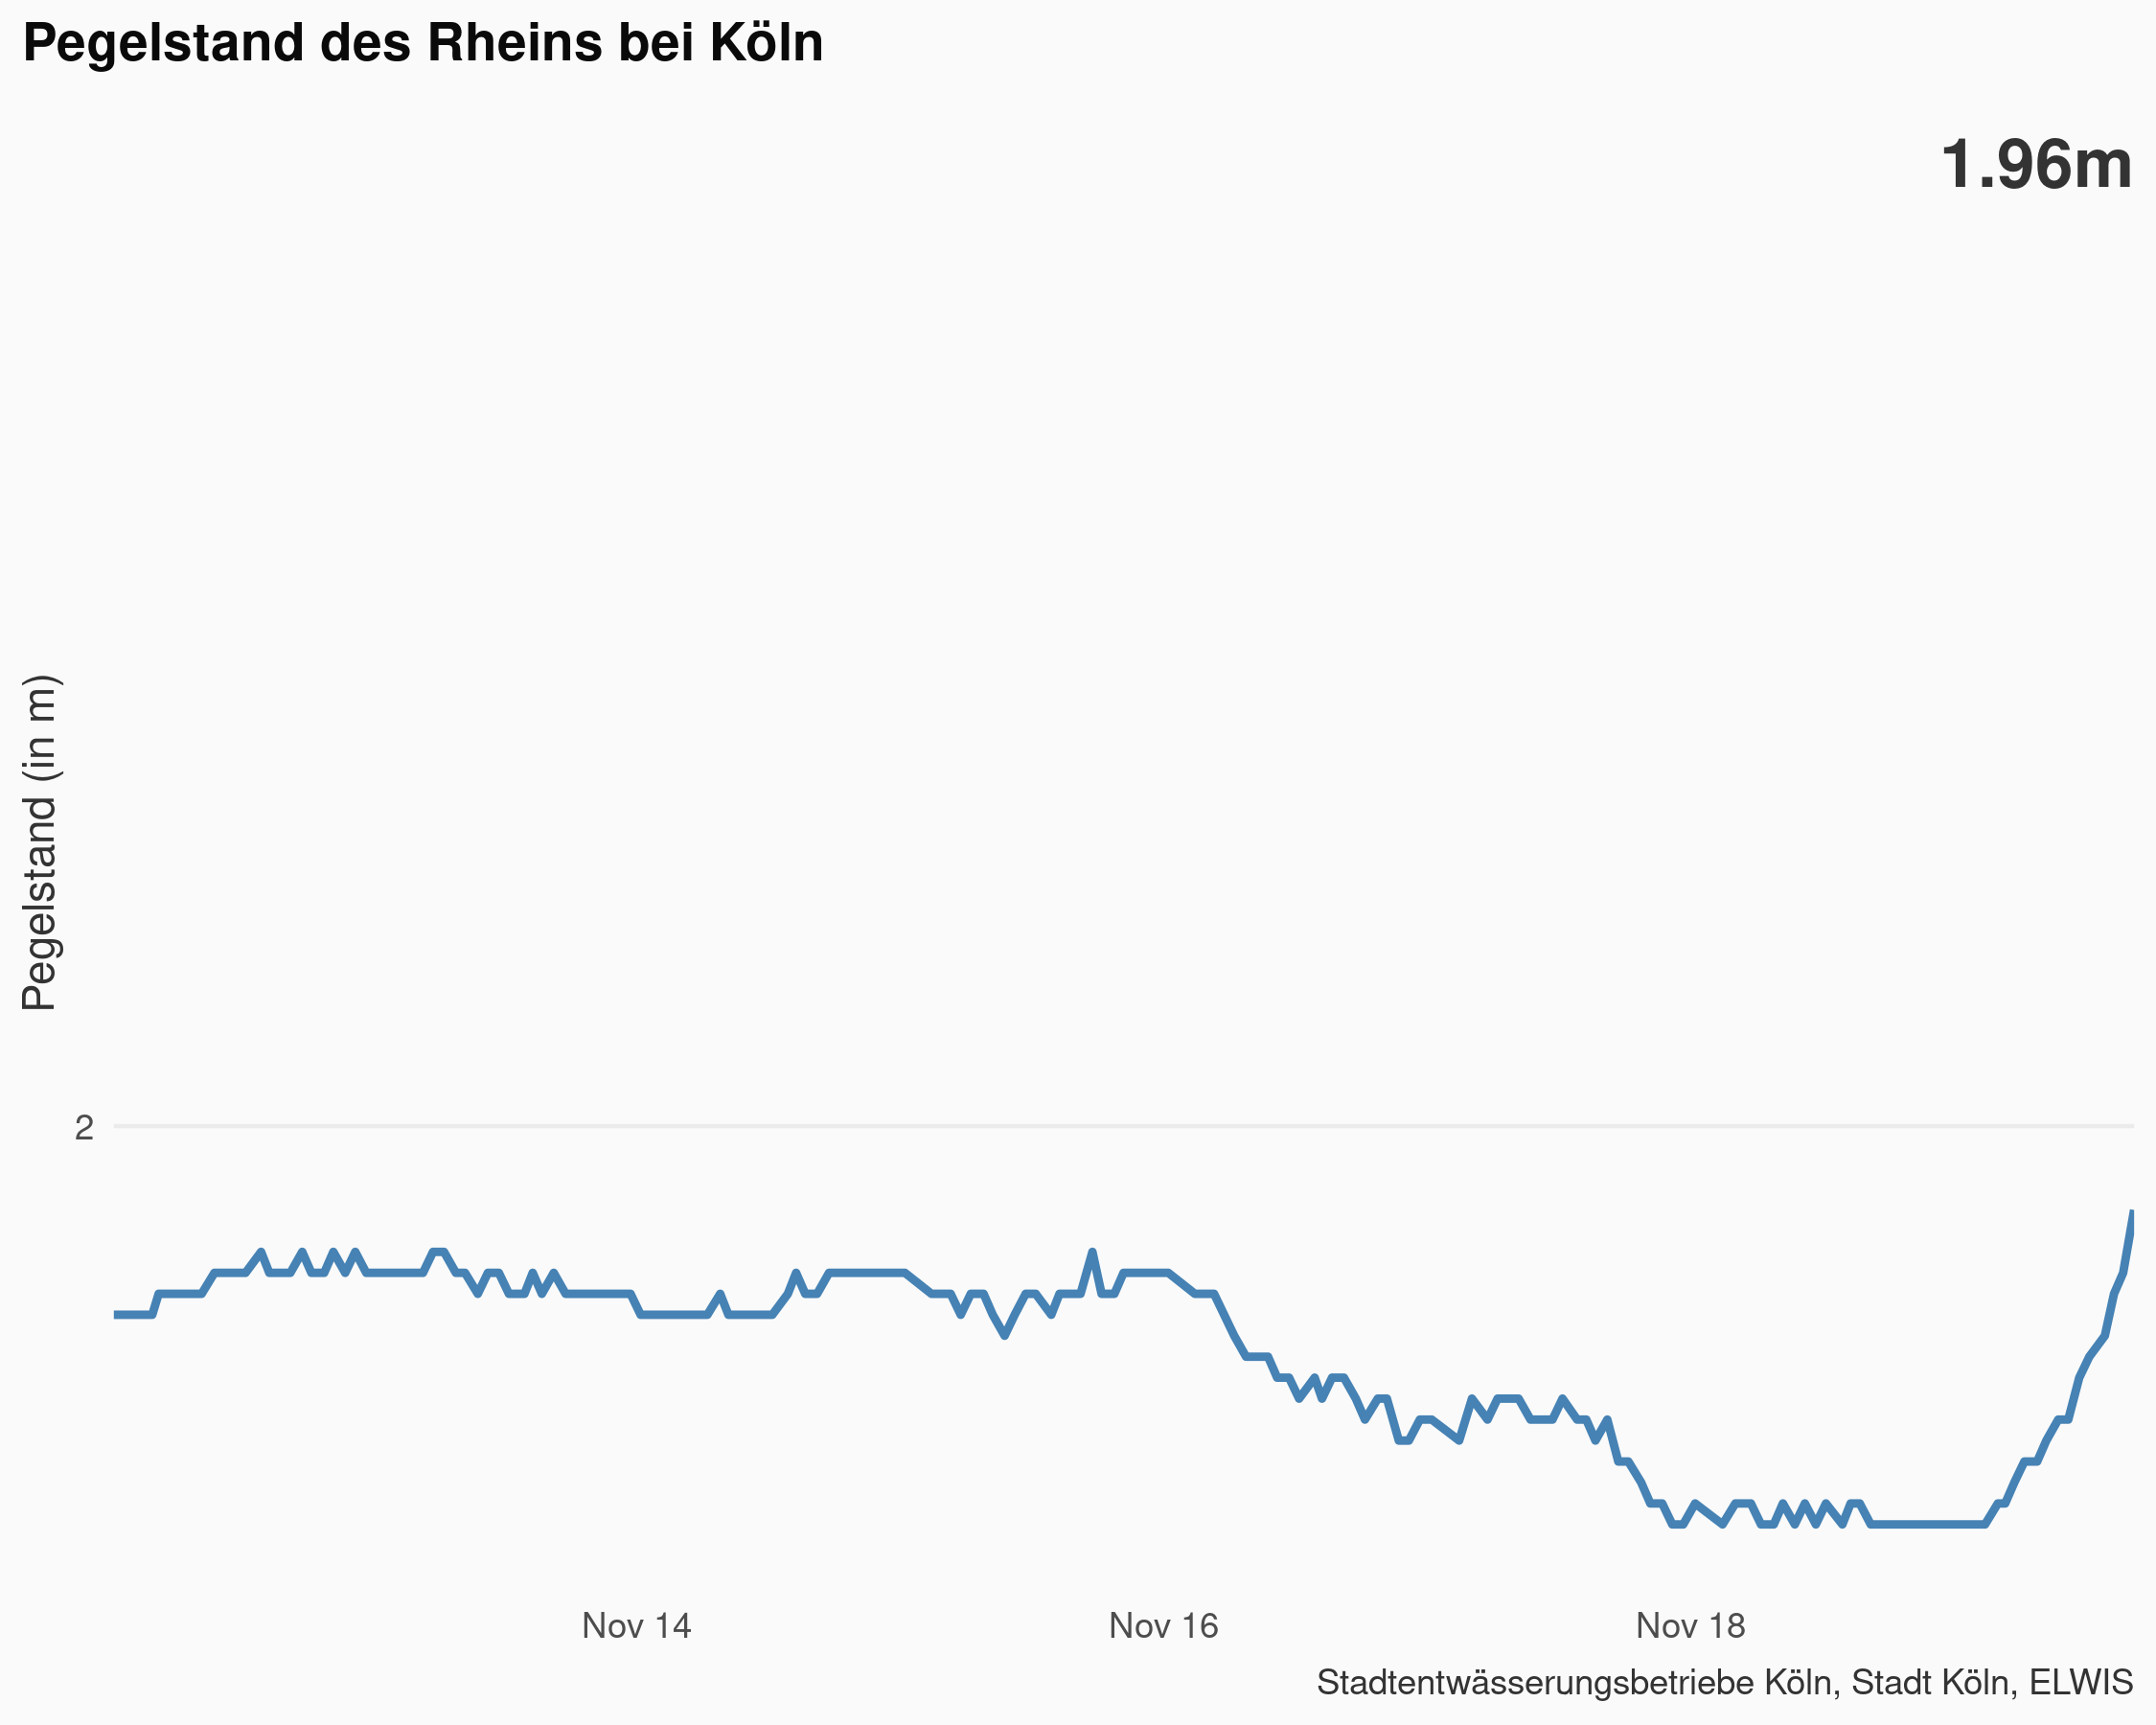 Pegelstand des Rheins bei Köln
1.96m
Pegelstand (in m)
2
Nov 14
Nov 16
Nov 18
Stadtentwässerungsbetriebe Köln, Stadt Köln, ELWIS